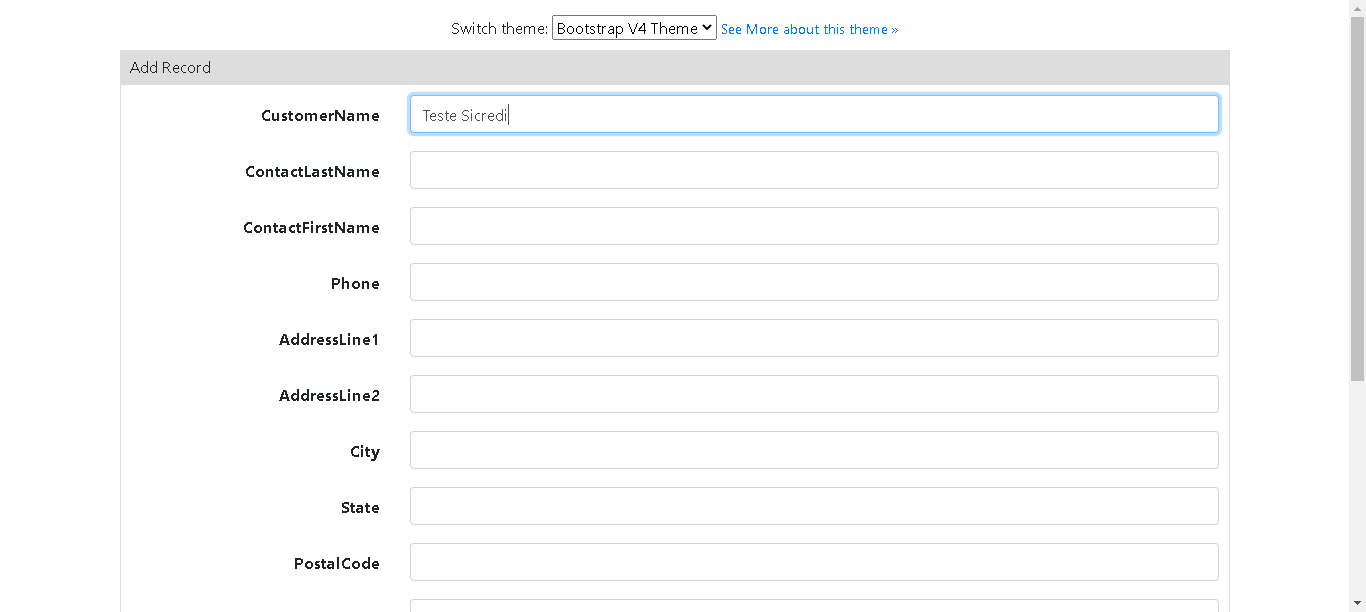 Switch theme: Bootstrap V4 Theme See More about this theme »
Add Record
CustomerName Teste Sicredi
ContactLastName
ContactFirstName
Phone
AddressLine1
AddressLine2
City
State
PostalCode